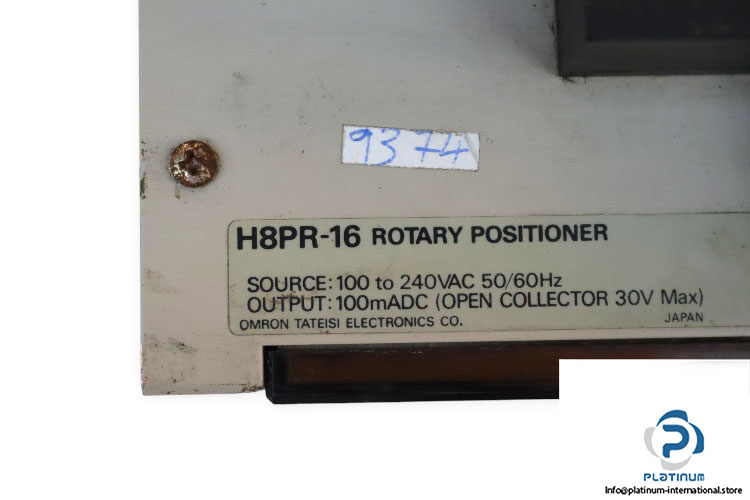 9374
H8PR-16 ROTARY POSITIONER
SOURCE: 100 to 240VAC 50/60Hz
OUTPUT: 100mADC (OPEN COLLECTOR 30V Max)
OMRON TATEISI ELECTRONICS CO. JAPAN
PLATINUM
Info@platinum-international.store